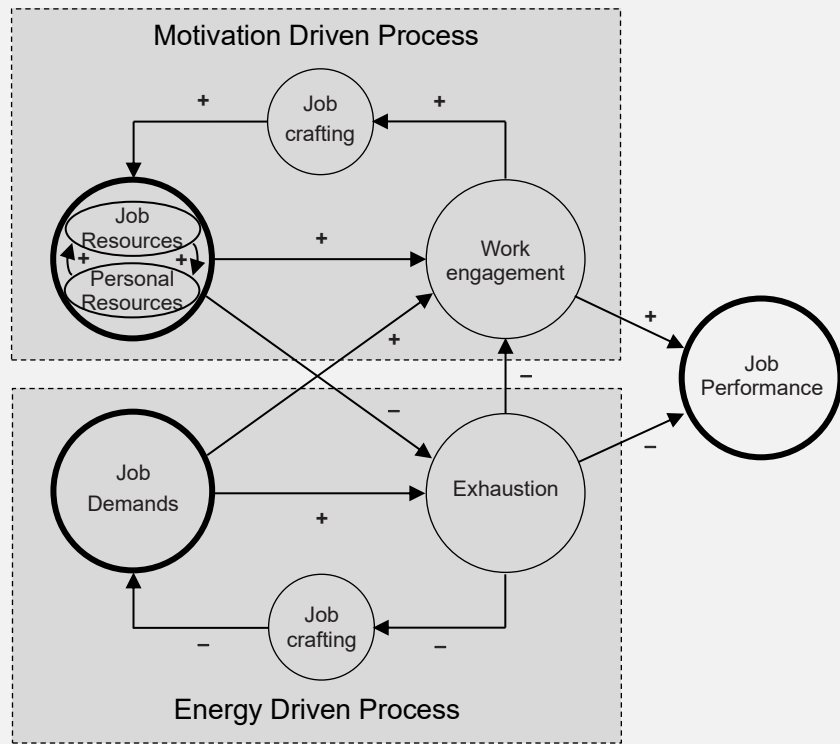 Motivation Driven Process
Job
crafting
+
+
Job
Resources
+
+
Personal
Resources
+
Work
engagement
+
+
–
–
Job
Performance
Job
Demands
Exhaustion
–
+
Job
crafting
–
–
Energy Driven Process